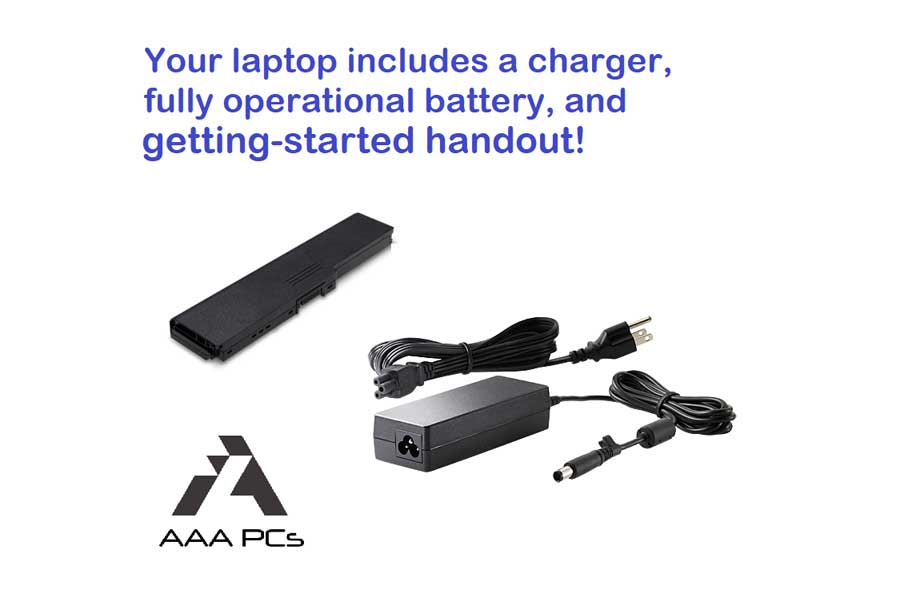 Your laptop includes a charger,
fully operational battery, and
getting-started handout!
AAA PCs